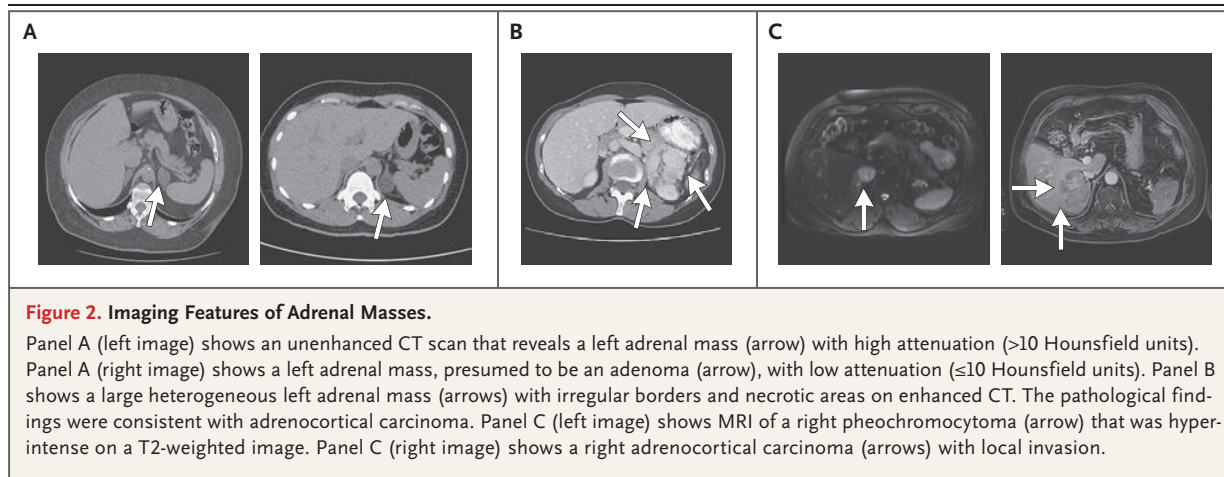 A
B
C
Figure 2. Imaging Features of Adrenal Masses.
Panel A (left image) shows an unenhanced CT scan that reveals a left adrenal mass (arrow) with high attenuation (>10 Hounsfield units).
Panel A (right image) shows a left adrenal mass, presumed to be an adenoma (arrow), with low attenuation (≤10 Hounsfield units). Panel B
shows a large heterogeneous left adrenal mass (arrows) with irregular borders and necrotic areas on enhanced CT. The pathological find-
ings were consistent with adrenocortical carcinoma. Panel C (left image) shows MRI of a right pheochromocytoma (arrow) that was hyper-
intense on a T2-weighted image. Panel C (right image) shows a right adrenocortical carcinoma (arrows) with local invasion.